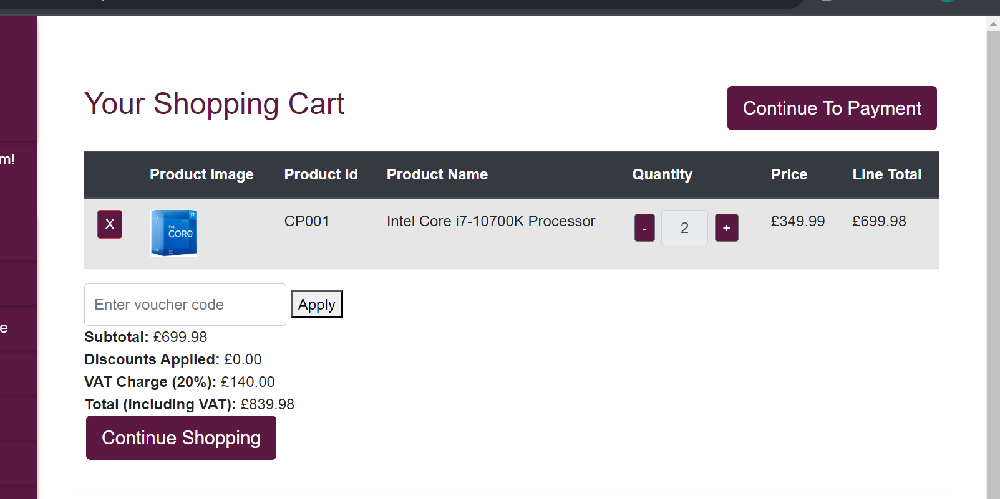 m!
e
Your Shopping Cart
Continue To Payment
Product Image Product Id Product Name Quantity Price Line Total
X intel CORE i7 CP001 Intel Core i7-10700K Processor - 2 + £349.99 £699.98
Enter voucher code Apply
Subtotal: £699.98
Discounts Applied: £0.00
VAT Charge (20%): £140.00
Total (including VAT): £839.98
Continue Shopping